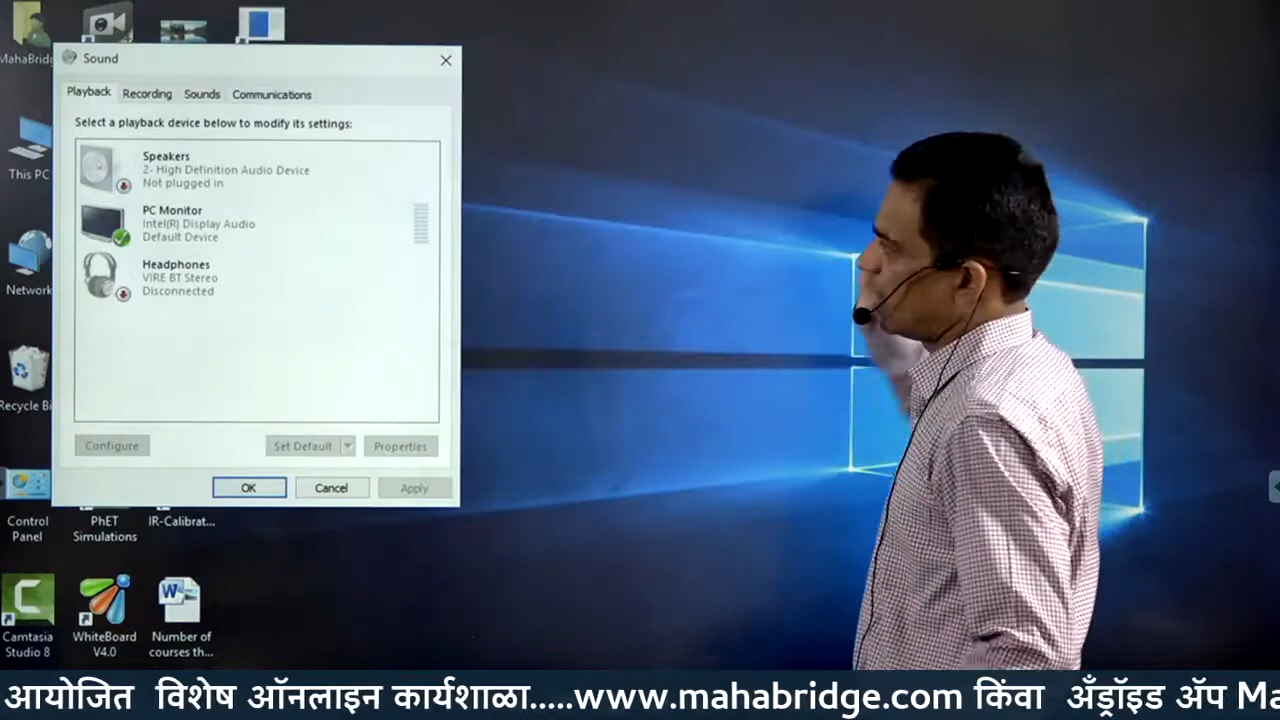 MahaBridg
Sound
Playback
Recording
Sounds
Communications
Select a playback device below to modify its settings:
Speakers
2- High Definition Audio Device
Not plugged in
PC Monitor
Intel(R) Display Audio
Default Device
Headphones
VIRE BT Stereo
Disconnected
Configure
Set Default
Properties
OK
Cancel
Apply
This PC
Network
Recycle Bi
Control
Panel
PhET
Simulations
IR-Calibrat...
Camtasia
Studio 8
WhiteBoard
V4.0
Number of
courses th...
आयोजित विशेष ऑनलाइन कार्यशाळा.....www.mahabridge.com किंवा अँड्रॉइड ॲप Ma